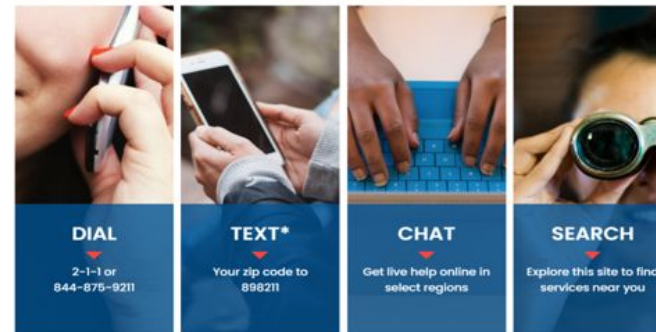 DIAL
2-1-1 or
844-875-9211
TEXT*
Your zip code to
898211
CHAT
Get live help online in
select regions
SEARCH
Explore this site to find
services near you